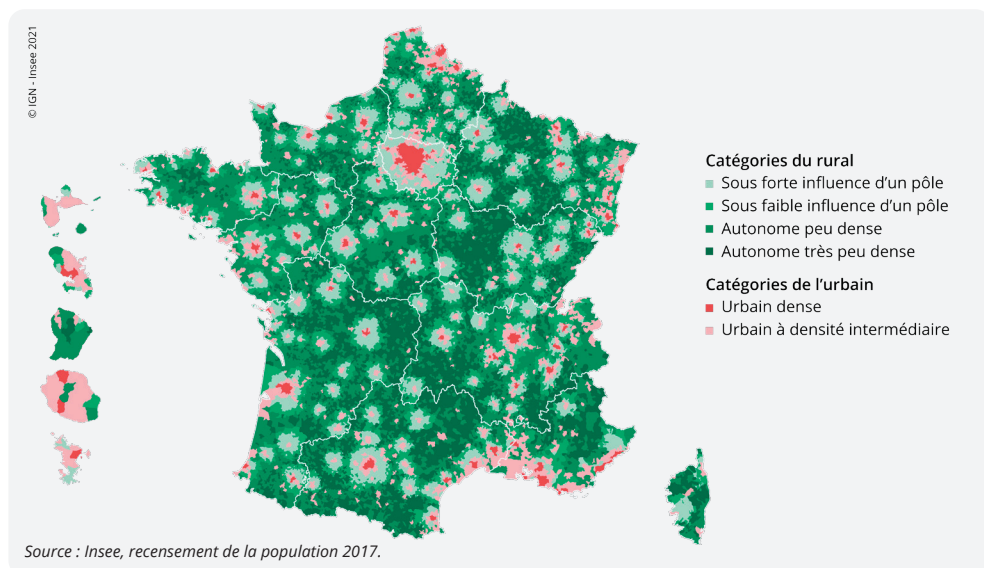 © IGN - Insee 2021
Catégories du rural
Sous forte influence d’un pôle
Sous faible influence d’un pôle
Autonome peu dense
Autonome très peu dense
Catégories de l’urbain
Urbain dense
Urbain à densité intermédiaire
Source : Insee, recensement de la population 2017.